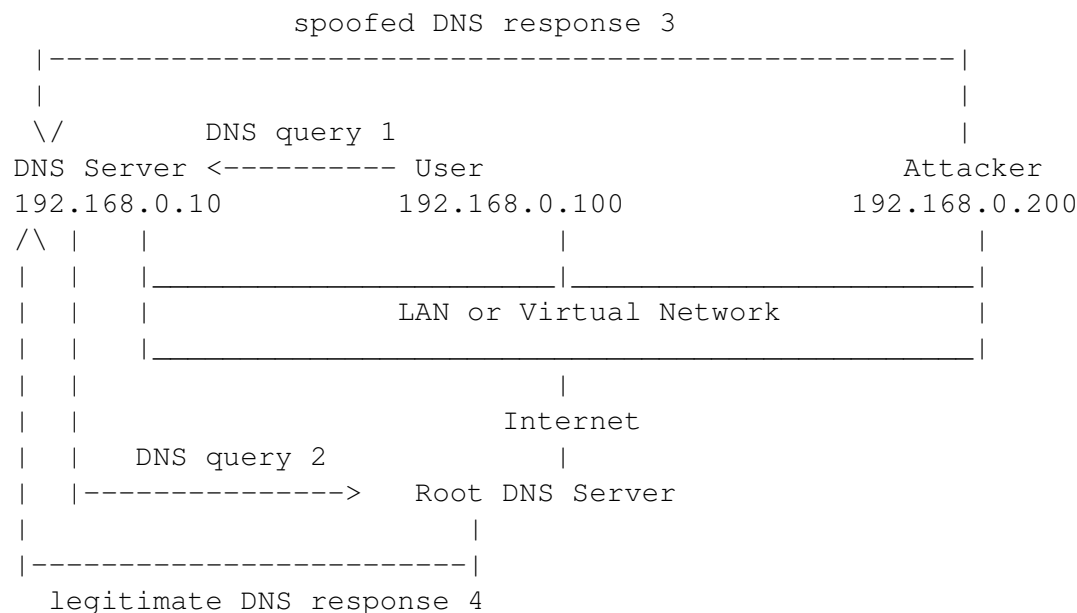 spoofed DNS response 3
DNS query 1
DNS Server <---------- User Attacker
192.168.0.10 192.168.0.100 192.168.0.200
LAN or Virtual Network
Internet
DNS query 2
Root DNS Server
legitimate DNS response 4